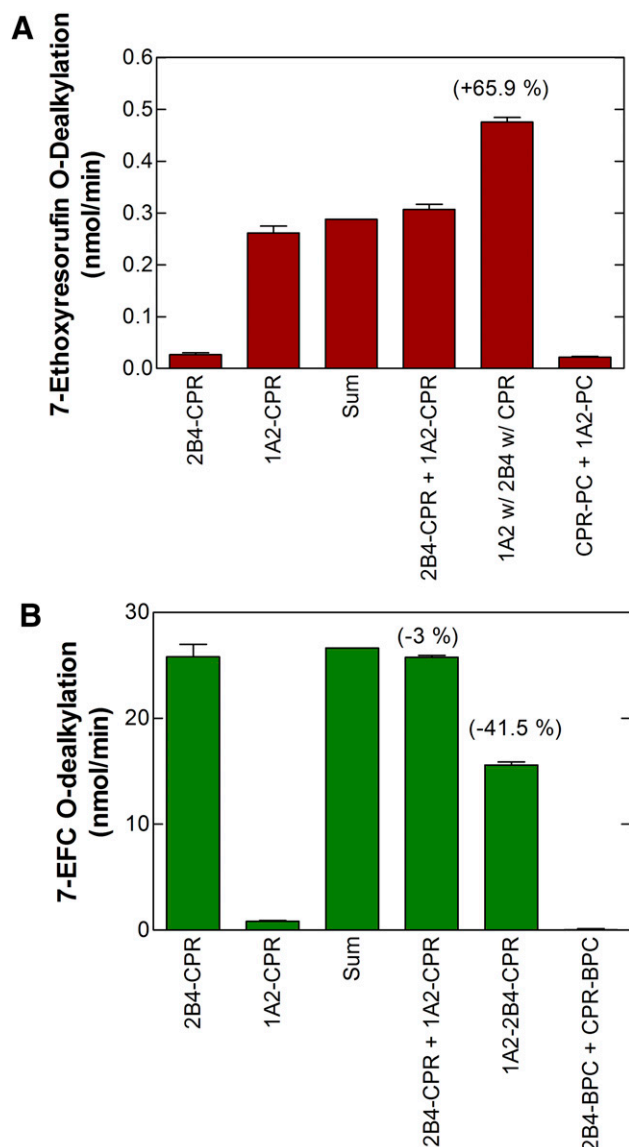 A
7-Ethoxyresorufin O-Dealkylation
(nmol/min)
0.6
0.5
0.4
0.3
0.2
0.1
0.0
(+65.9 %)
2B4-CPR
1A2-CPR
Sum
2B4-CPR + 1A2-CPR
1A2 w/ 2B4 w/ CPR
CPR-PC + 1A2-PC
B
7-EFC O-dealkylation
(nmol/min)
30
20
10
0
(-3 %)
(-41.5 %)
2B4-CPR
1A2-CPR
Sum
2B4-CPR + 1A2-CPR
1A2-2B4-CPR
2B4-BPC + CPR-BPC